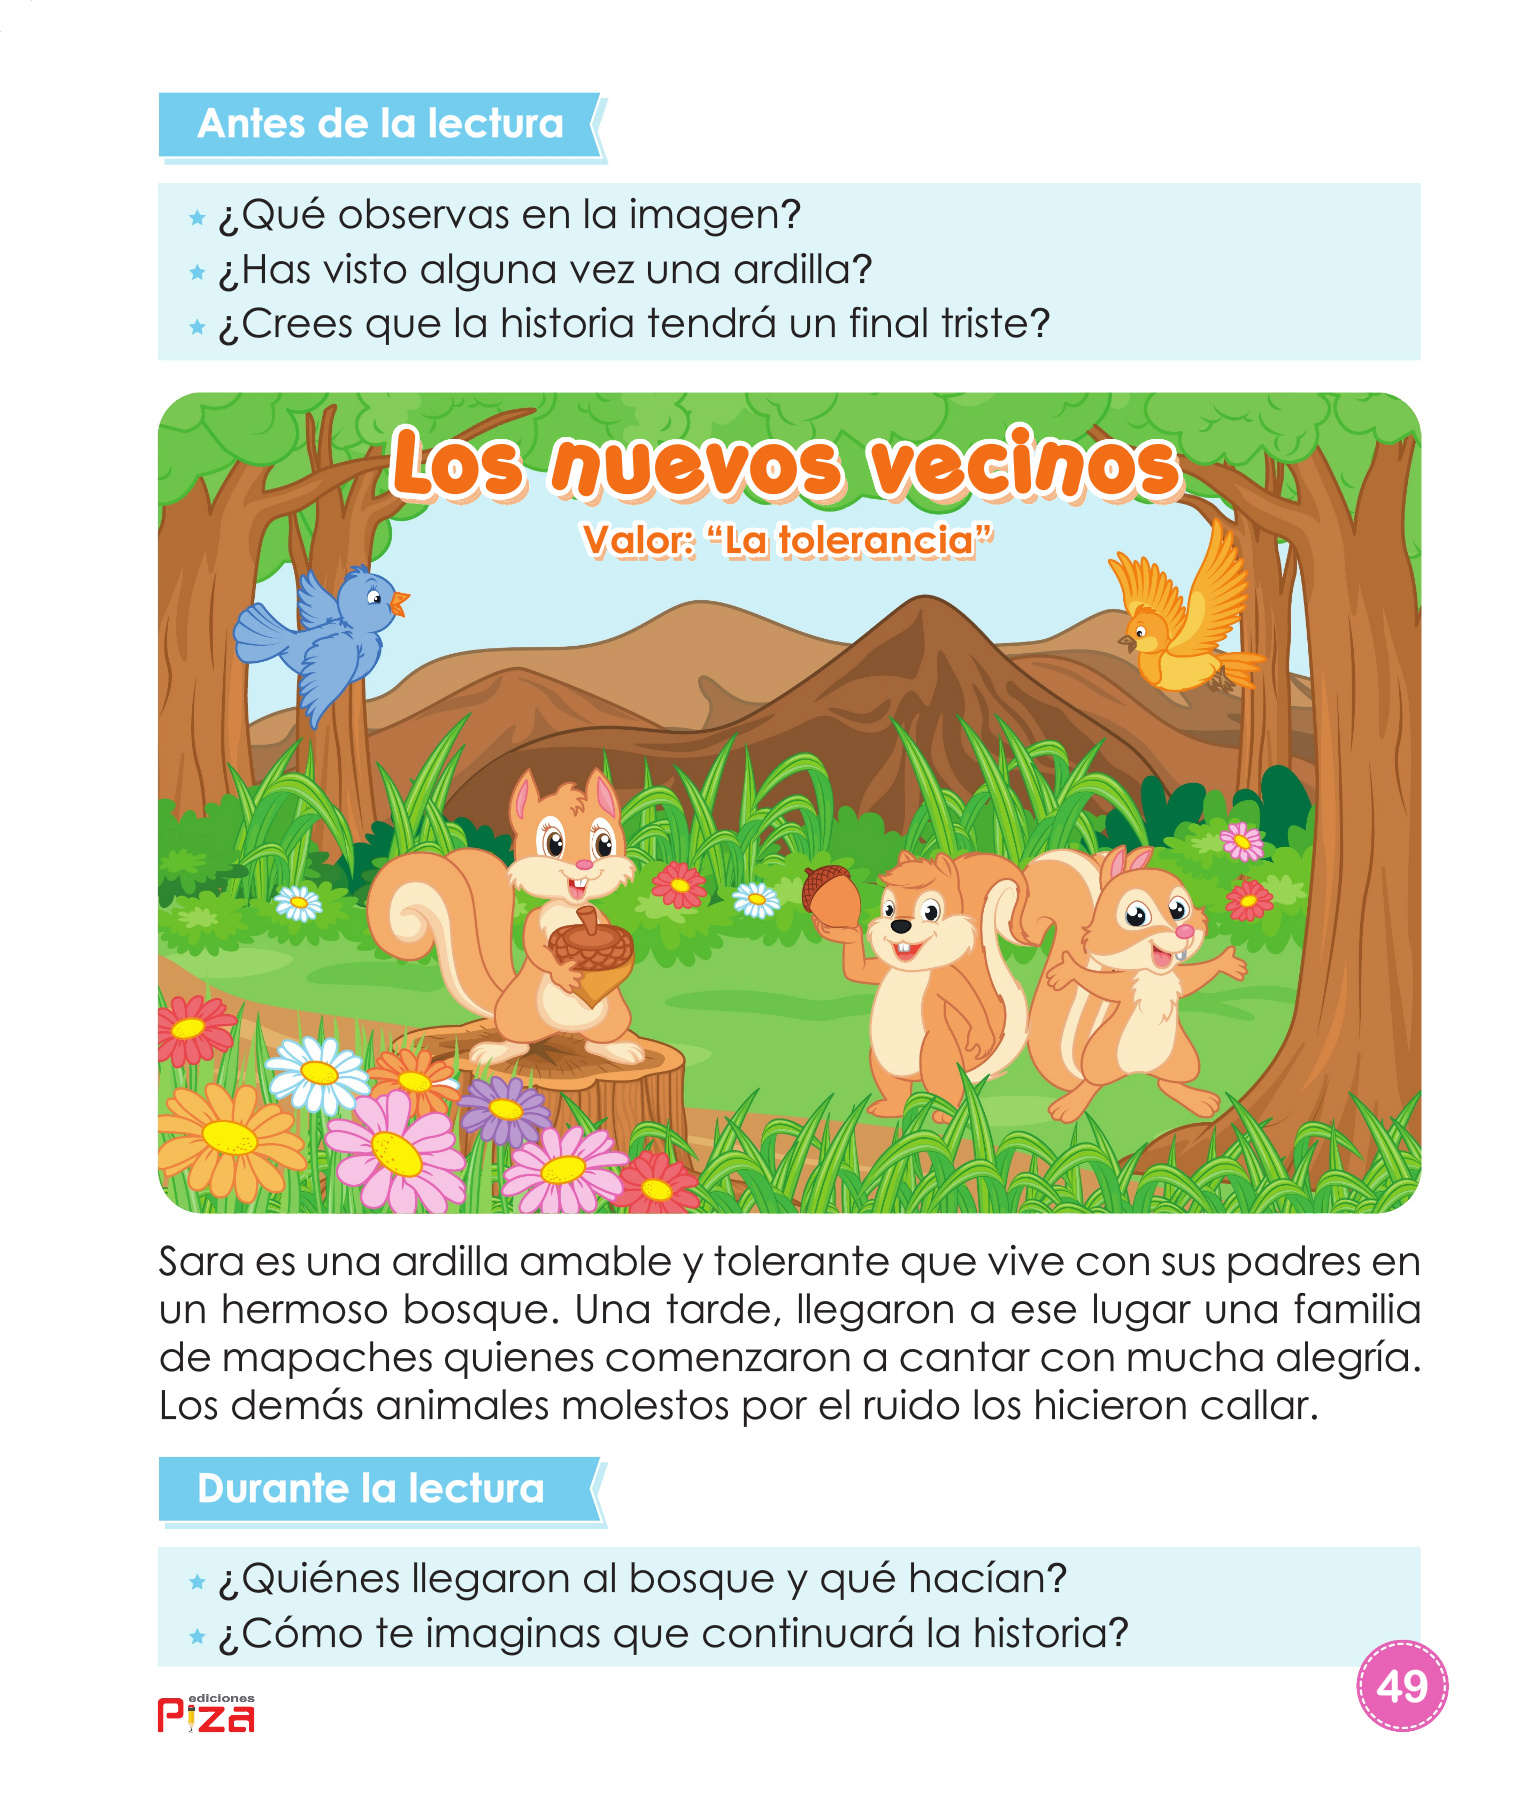 Antes de la lectura
¿Qué observas en la imagen?
¿Has visto alguna vez una ardilla?
¿Crees que la historia tendrá un final triste?
Los nuevos vecinos
Valor: “La tolerancia”
Sara es una ardilla amable y tolerante que vive con sus padres en
un hermoso bosque. Una tarde, llegaron a ese lugar una familia
de mapaches quienes comenzaron a cantar con mucha alegría.
Los demás animales molestos por el ruido los hicieron callar.
Durante la lectura
¿Quiénes llegaron al bosque y qué hacían?
¿Cómo te imaginas que continuará la historia?
ediciones
Piza
49